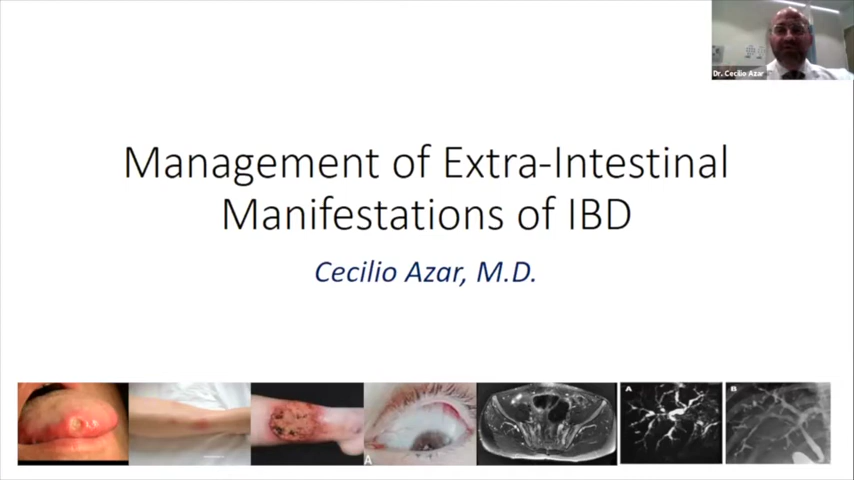 Dr. Cecilio Azar
Management of Extra-Intestinal
Manifestations of IBD
Cecilio Azar, M.D.
A
A
B